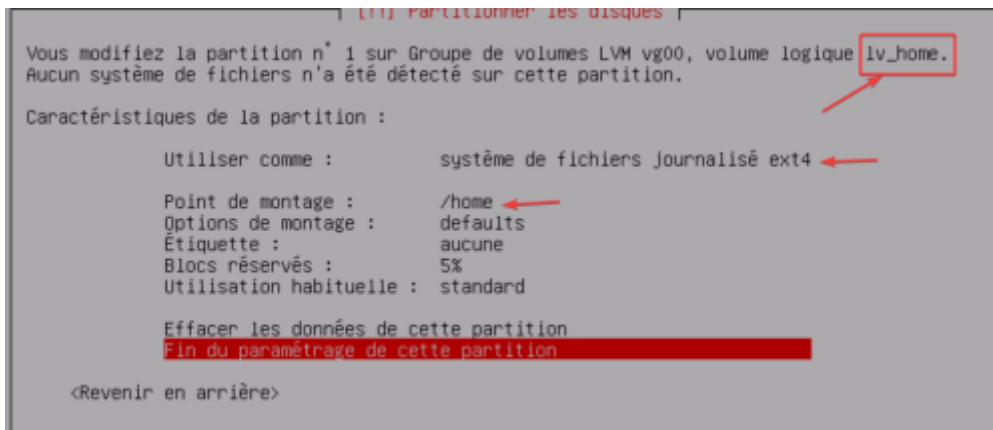 [!!] Partitionner les disques
Vous modifiez la partition n° 1 sur Groupe de volumes LVM vg00, volume logique lv_home.
Aucun système de fichiers n'a été détecté sur cette partition.
Caractéristiques de la partition :
Utiliser comme : système de fichiers journalisé ext4
Point de montage : /home
Options de montage : defaults
Étiquette : aucune
Blocs réservés : 5%
Utilisation habituelle : standard
Effacer les données de cette partition
Fin du paramétrage de cette partition
<Revenir en arrière>